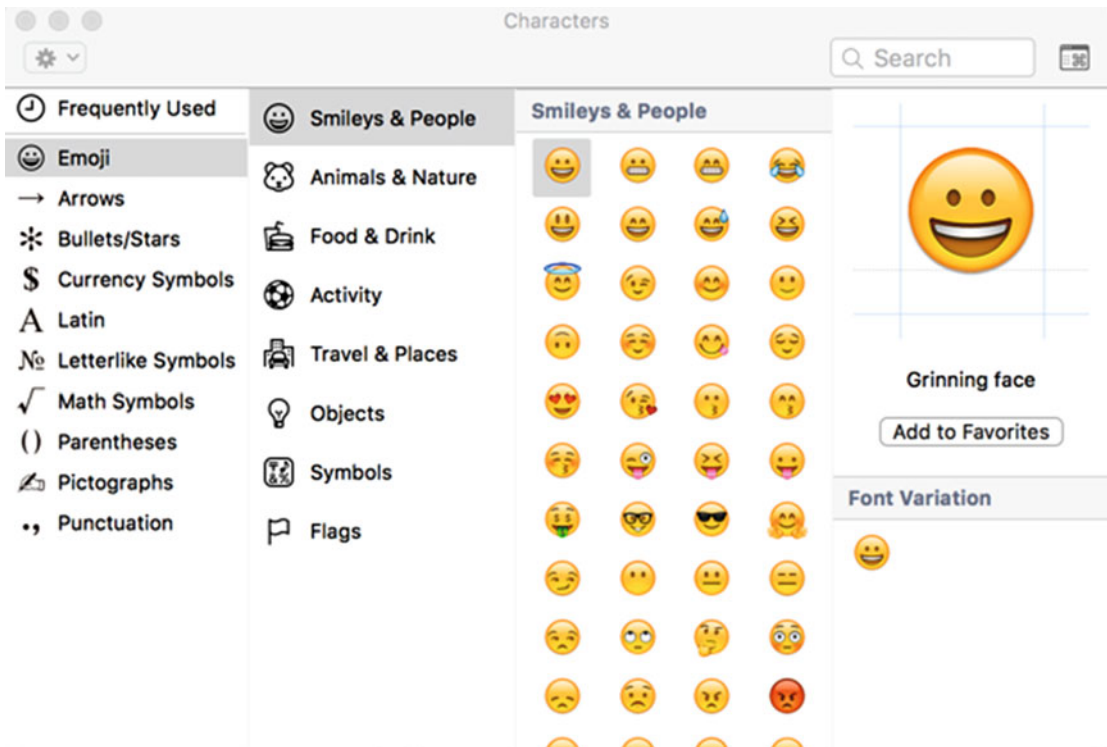 Characters
Search
Frequently Used
Emoji
Arrows
Bullets/Stars
Currency Symbols
Latin
Letterlike Symbols
Math Symbols
Parentheses
Pictographs
Punctuation
Smileys & People
Animals & Nature
Food & Drink
Activity
Travel & Places
Objects
Symbols
Flags
Smileys & People
Grinning face
Add to Favorites
Font Variation